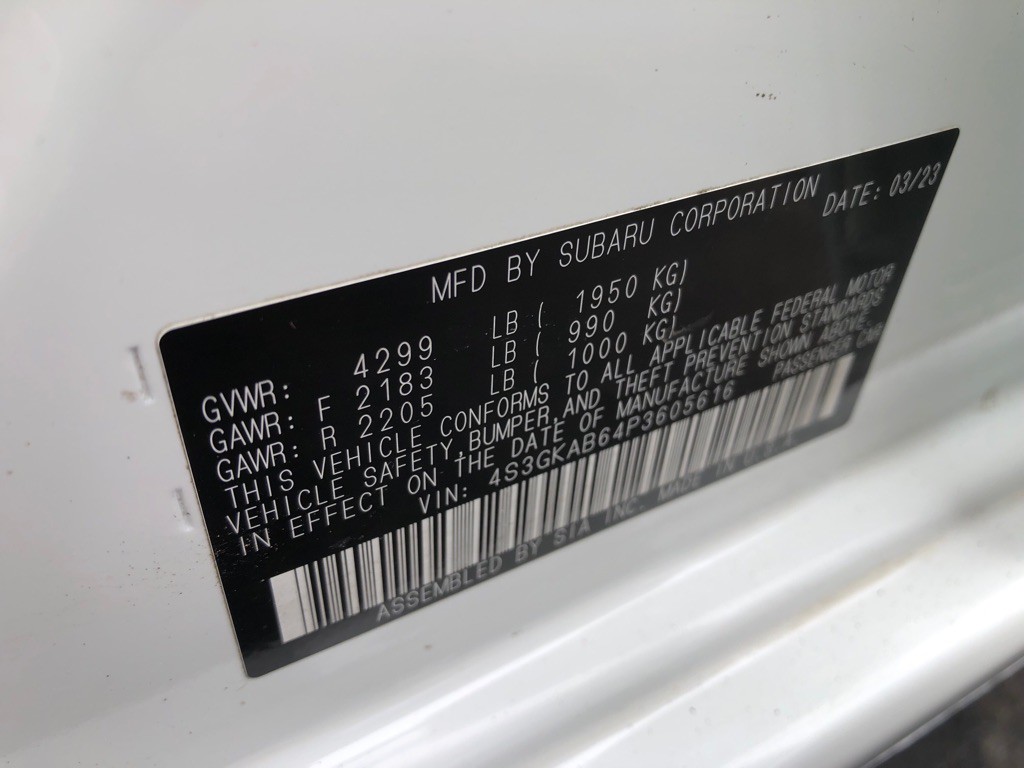 MFD BY SUBARU CORPORATION DATE: 03/23
GVWR: 4299 LB ( 1950 KG)
GAWR: F 2183 LB ( 990 KG)
GAWR: R 2205 LB ( 1000 KG)
THIS VEHICLE CONFORMS TO ALL APPLICABLE FEDERAL MOTOR
VEHICLE SAFETY,BUMPER,AND THEFT PREVENTION STANDARDS
IN EFFECT ON THE DATE OF MANUFACTURE SHOWN ABOVE.
VIN: 4S3GKAB64P3605616 PASSENGER CAR
ASSEMBLED BY SIA INC. MADE IN U.S.A.